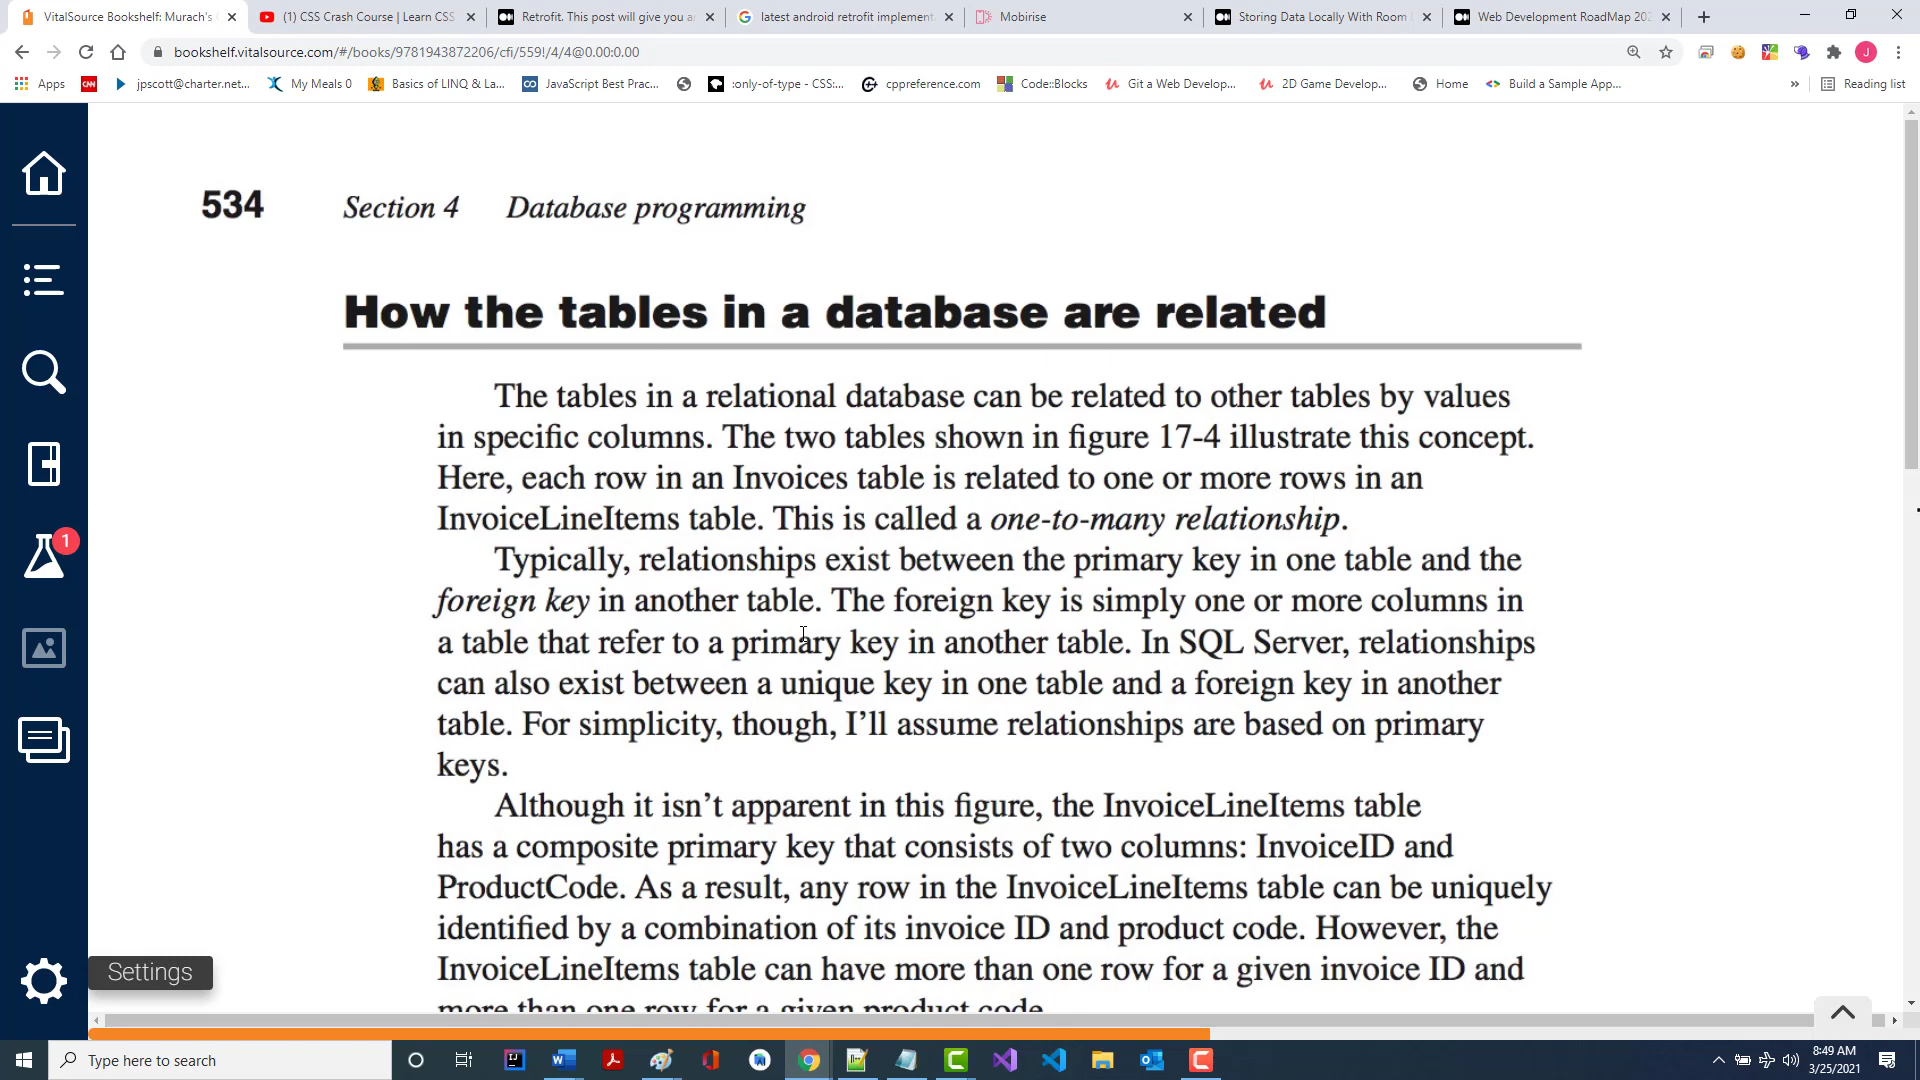 VitalSource Bookshelf: Murach's
(1) CSS Crash Course | Learn CSS
Retrofit. This post will give you a
latest android retrofit implement
Mobirise
Storing Data Locally With Room
Web Development RoadMap 202
bookshelf.vitalsource.com/#/books/9781943872206/cfi/559!/4/4@0.00:0.00
J
Apps
CNN
jpscott@charter.net...
My Meals 0
Basics of LINQ & La...
JavaScript Best Prac...
:only-of-type - CSS:...
cppreference.com
Code::Blocks
Git a Web Develop...
2D Game Develop...
Home
Build a Sample App...
»
Reading list
534 Section 4 Database programming
How the tables in a database are related
The tables in a relational database can be related to other tables by values
in specific columns. The two tables shown in figure 17-4 illustrate this concept.
Here, each row in an Invoices table is related to one or more rows in an
InvoiceLineItems table. This is called a one-to-many relationship.
Typically, relationships exist between the primary key in one table and the
foreign key in another table. The foreign key is simply one or more columns in
a table that refer to a primary key in another table. In SQL Server, relationships
can also exist between a unique key in one table and a foreign key in another
table. For simplicity, though, I'll assume relationships are based on primary
keys.
Although it isn't apparent in this figure, the InvoiceLineItems table
has a composite primary key that consists of two columns: InvoiceID and
ProductCode. As a result, any row in the InvoiceLineItems table can be uniquely
identified by a combination of its invoice ID and product code. However, the
InvoiceLineItems table can have more than one row for a given invoice ID and
more than one row for a given product code.
1
Settings
Type here to search
8:49 AM
3/25/2021